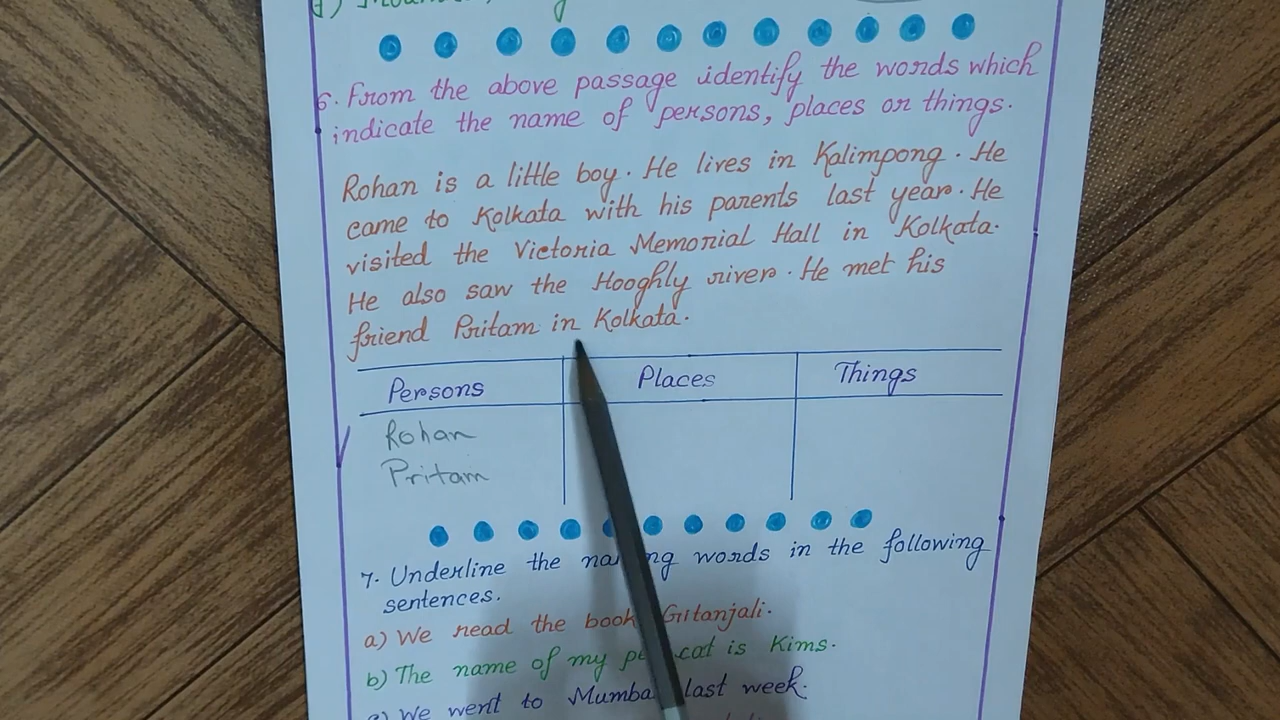 6. From the above passage identify the words which
indicate the name of persons, places or things.
Rohan is a little boy. He lives in Kalimpong. He
came to Kolkata with his parents last year. He
visited the Victoria Memorial Hall in Kolkata.
He also saw the Hooghly river. He met his
friend Pritam in Kolkata.
Persons Places Things
Rohan
Pritam
7. Underline the words in the following
sentences.
a) We read the book Gitanjali.
b) The name of my cat is Kims.
We went to last week.